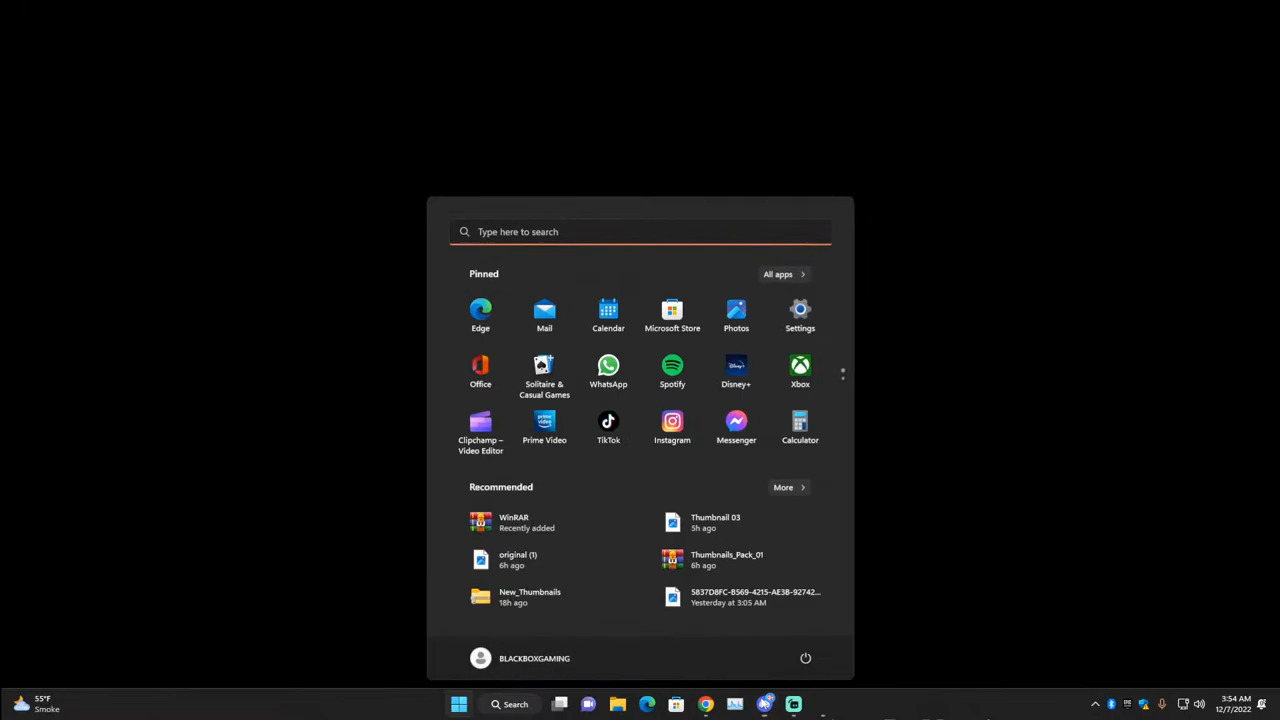 Type here to search
Pinned
All apps
Edge
Mail
Calendar
Microsoft Store
Photos
Settings
Office
Solitaire &
Casual Games
WhatsApp
Spotify
Disney+
Xbox
Clipchamp –
Video Editor
Prime Video
TikTok
Instagram
Messenger
Calculator
Recommended
More
WinRAR
Recently added
Thumbnail 03
5h ago
original (1)
6h ago
Thumbnails_Pack_01
6h ago
New_Thumbnails
18h ago
5837D8FC-B569-4215-AE3B-92742...
Yesterday at 3:05 AM
BLACKBOXGAMING
55°F
Smoke
Search
3:54 AM
12/7/2022